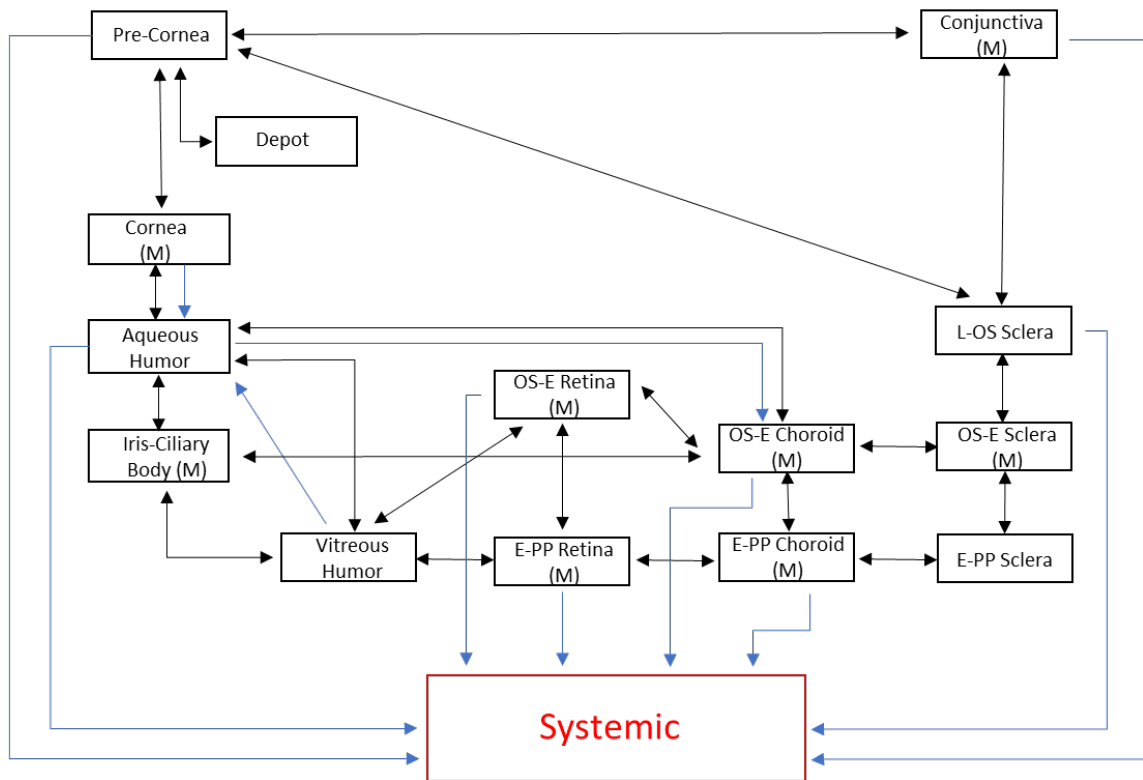 Pre-Cornea
Conjunctiva
(M)
Depot
Cornea
(M)
Aqueous
Humor
L-OS Sclera
OS-E Retina
(M)
Iris-Ciliary
Body (M)
OS-E Choroid
(M)
OS-E Sclera
(M)
Vitreous
Humor
E-PP Retina
(M)
E-PP Choroid
(M)
E-PP Sclera
Systemic